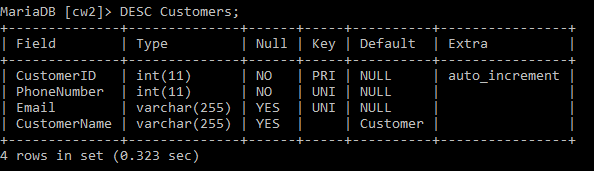 MariaDB [cw2]> DESC Customers;
+--------------+--------------+------+-----+----------+----------------+
| Field        | Type         | Null | Key | Default  | Extra          |
+--------------+--------------+------+-----+----------+----------------+
| CustomerID   | int(11)      | NO   | PRI | NULL     | auto_increment |
| PhoneNumber  | int(11)      | NO   | UNI | NULL     |                |
| Email        | varchar(255) | YES  | UNI | NULL     |                |
| CustomerName | varchar(255) | YES  |     | Customer |                |
+--------------+--------------+------+-----+----------+----------------+
4 rows in set (0.323 sec)